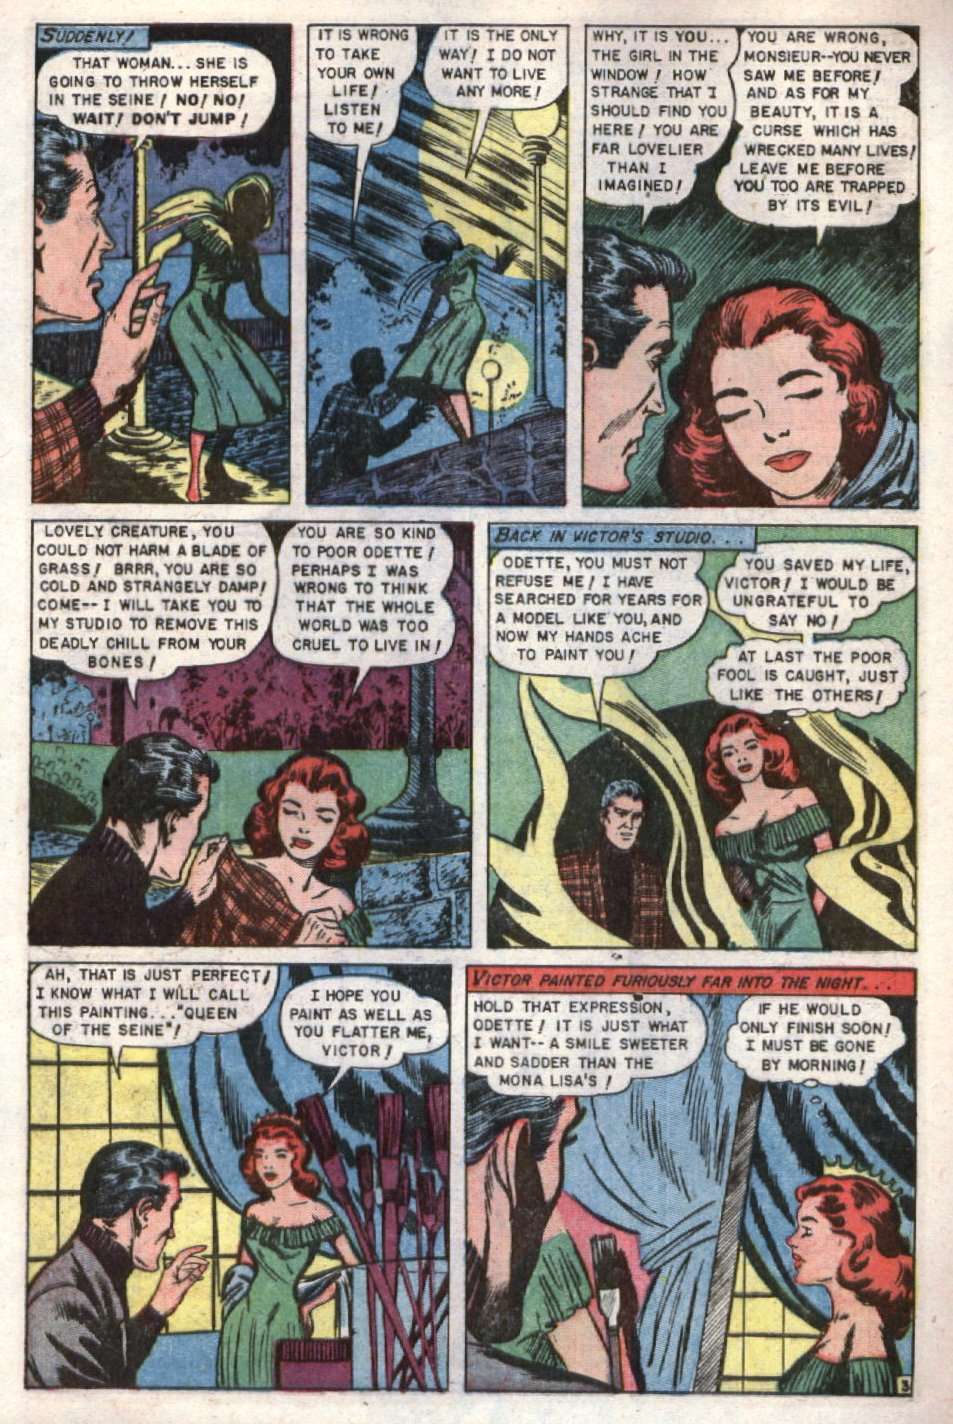 SUDDENLY!
THAT WOMAN... SHE IS
GOING TO THROW HERSELF
IN THE SEINE! NO! NO!
WAIT! DON'T JUMP!
IT IS WRONG
TO TAKE
YOUR OWN
LIFE!
LISTEN
TO ME!
IT IS THE ONLY
WAY! I DO NOT
WANT TO LIVE
ANY MORE!
WHY, IT IS YOU...
THE GIRL IN THE
WINDOW! HOW
STRANGE THAT I
SHOULD FIND YOU
HERE! YOU ARE
FAR LOVELIER
THAN I
IMAGINED!
YOU ARE WRONG,
MONSIEUR--YOU NEVER
SAW ME BEFORE!
AND AS FOR MY
BEAUTY, IT IS A
CURSE WHICH HAS
WRECKED MANY LIVES!
LEAVE ME BEFORE
YOU TOO ARE TRAPPED
BY ITS EVIL!
LOVELY CREATURE, YOU
COULD NOT HARM A BLADE OF
GRASS! BRRR, YOU ARE SO
COLD AND STRANGELY DAMP!
COME-- I WILL TAKE YOU TO
MY STUDIO TO REMOVE THIS
DEADLY CHILL FROM YOUR
BONES!
YOU ARE SO KIND
TO POOR ODETTE!
PERHAPS I WAS
WRONG TO THINK
THAT THE WHOLE
WORLD WAS TOO
CRUEL TO LIVE IN!
BACK IN VICTOR'S STUDIO...
ODETTE, YOU MUST NOT
REFUSE ME! I HAVE
SEARCHED FOR YEARS FOR
A MODEL LIKE YOU, AND
NOW MY HANDS ACHE
TO PAINT YOU!
YOU SAVED MY LIFE,
VICTOR! I WOULD BE
UNGRATEFUL TO
SAY NO!
AT LAST THE POOR
FOOL IS CAUGHT, JUST
LIKE THE OTHERS!
AH, THAT IS JUST PERFECT!
I KNOW WHAT I WILL CALL
THIS PAINTING..."QUEEN
OF THE SEINE"!
I HOPE YOU
PAINT AS WELL AS
YOU FLATTER ME,
VICTOR!
VICTOR PAINTED FURIOUSLY FAR INTO THE NIGHT...
HOLD THAT EXPRESSION,
ODETTE! IT IS JUST WHAT
I WANT-- A SMILE SWEETER
AND SADDER THAN THE
MONA LISA'S!
IF HE WOULD
ONLY FINISH SOON!
I MUST BE GONE
BY MORNING!
3